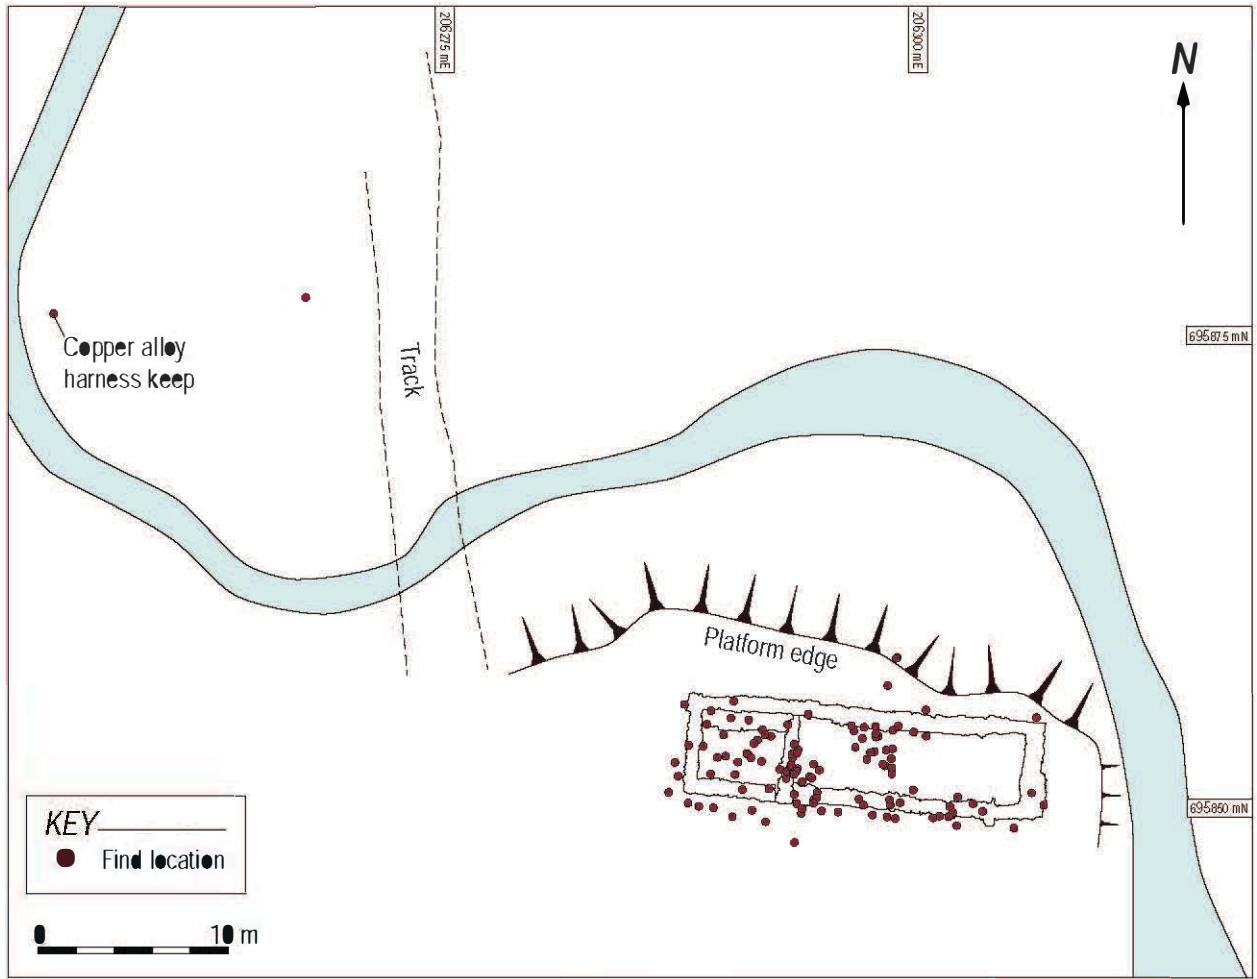 206275 mE
206300 mE
N
695875 mN
Copper alloy
harness keep
Track
Platform edge
695850 mN
KEY
Find location
0 10 m